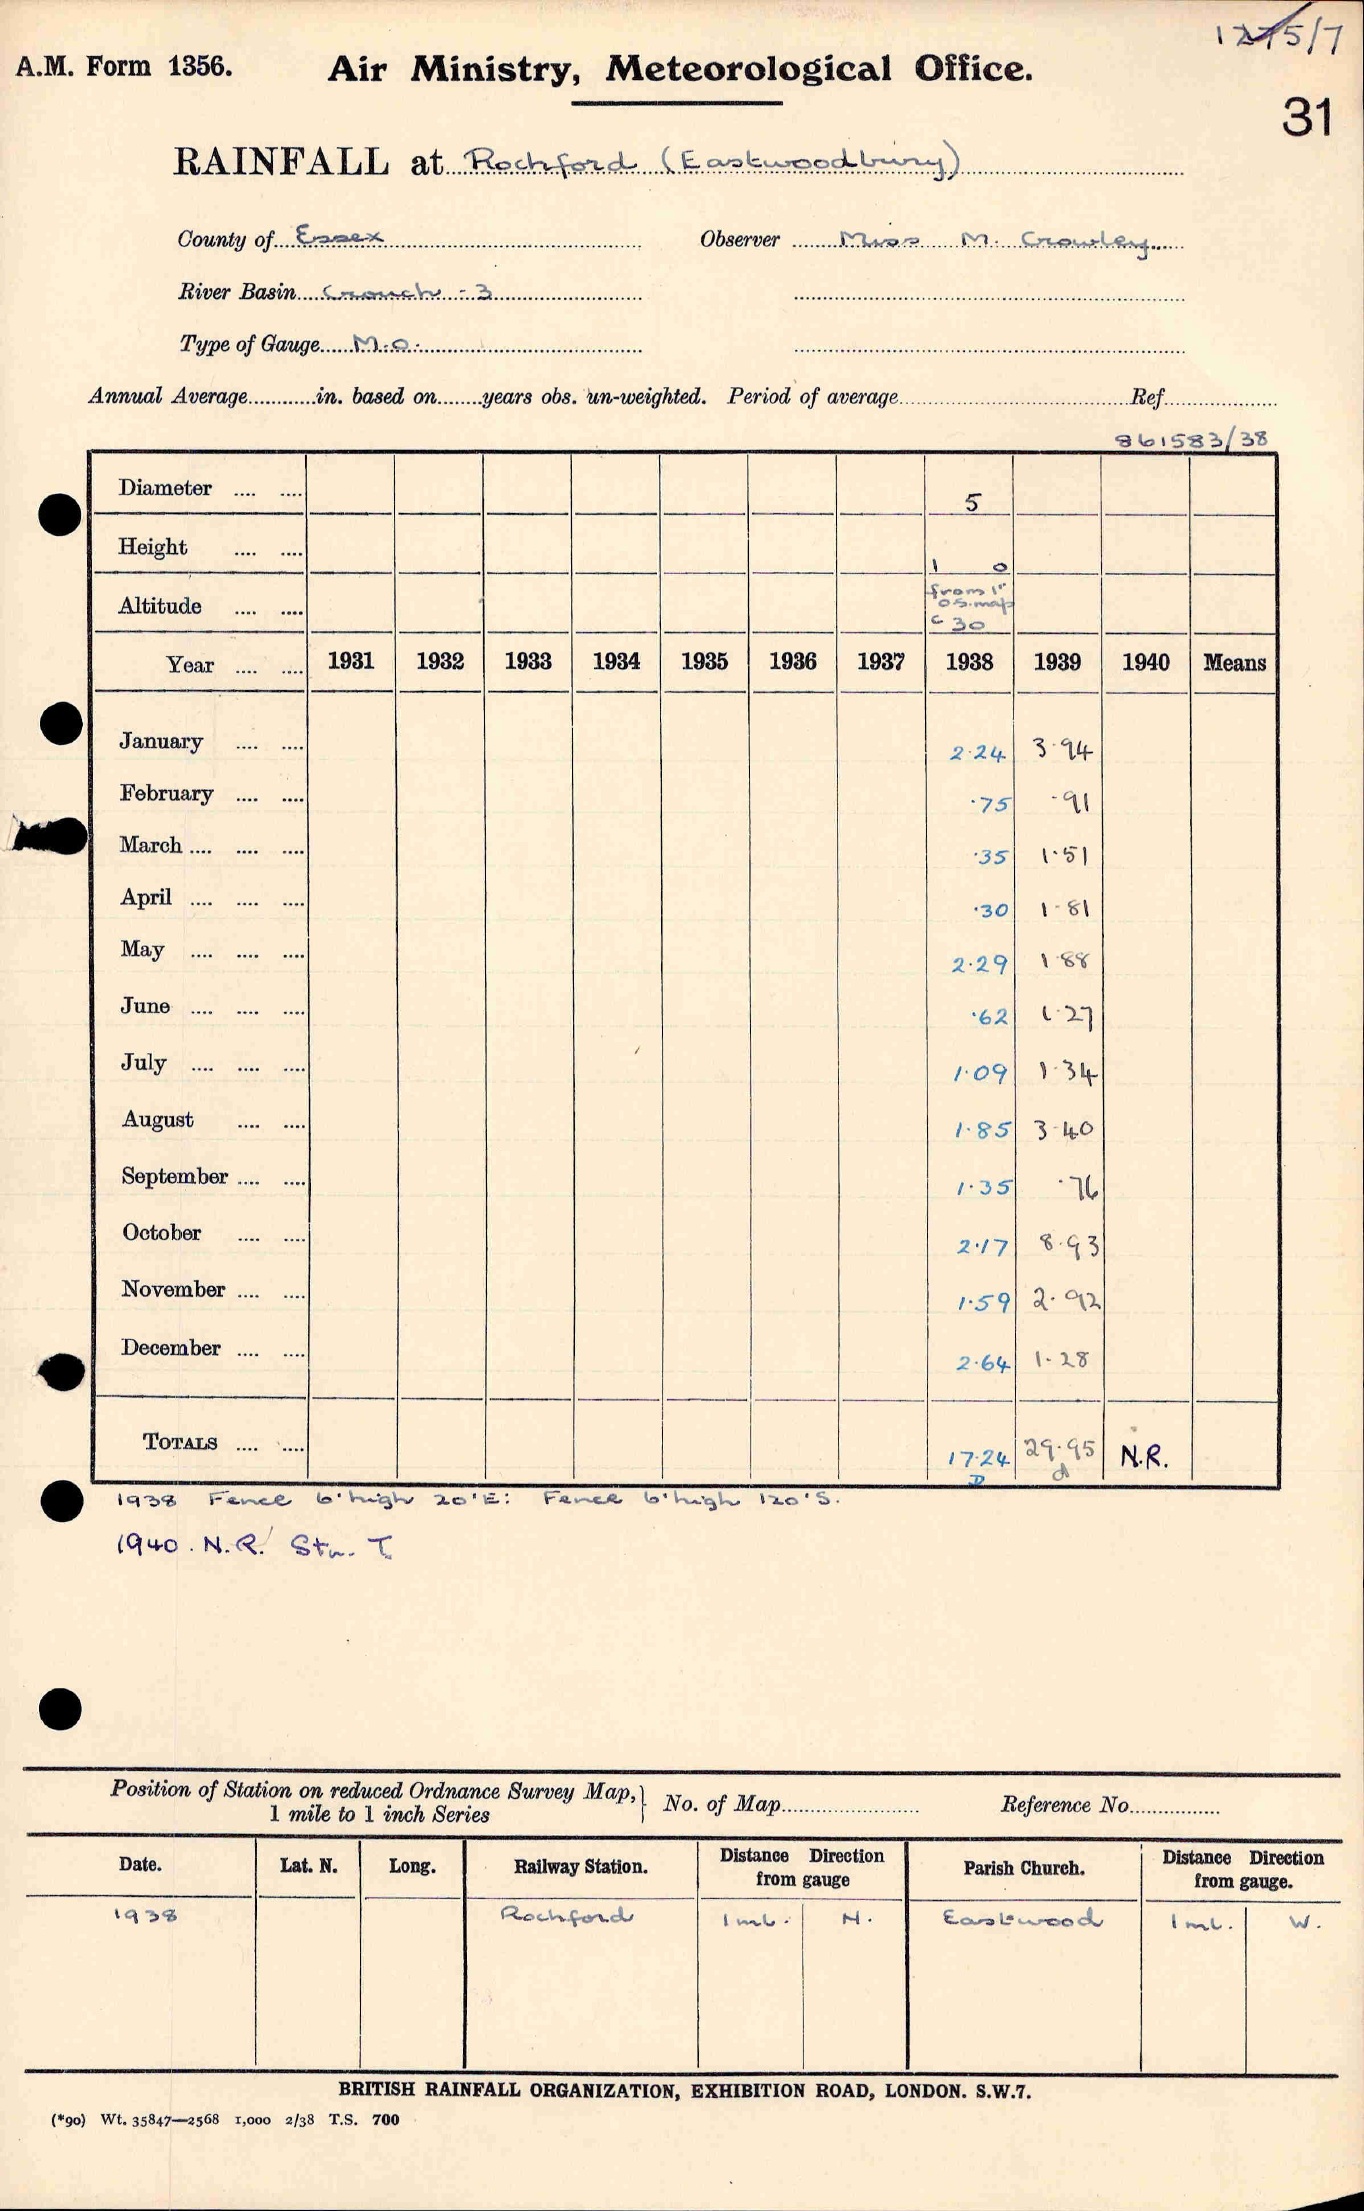 1275/7
A.M. Form 1356. Air Ministry, Meteorological Office.
31
RAINFALL at Rochford (Eastwoodbury)
County of Essex Observer Miss M. Crowley
River Basin Crouch - 3
Type of Gauge M.O.
Annual Average............in. based on........years obs. un-weighted. Period of average..............................Ref..................
861583/38
Diameter .... .... 5
Height .... .... 1 0
Altitude .... .... from 1" O.S. map c 30
Year .... .... 1931 1932 1933 1934 1935 1936 1937 1938 1939 1940 Means
January .... .... 2.24 3.94
February .... .... .75 .91
March .... .... .... .35 1.51
April .... .... .... .30 1.81
May .... .... .... 2.29 1.88
June .... .... .... .62 1.27
July .... .... .... 1.09 1.34
August .... .... 1.85 3.40
September .... .... 1.35 .76
October .... .... 2.17 8.93
November .... .... 1.59 2.92
December .... .... 2.64 1.28
TOTALS .... .... 17.24 29.95 N.R.
D d
1938 Fence 6' high 20' E: Fence 6' high 120' S.
1940. N.R. Stn. T
Position of Station on reduced Ordnance Survey Map, 1 mile to 1 inch Series } No. of Map........................ Reference No................
Date. Lat. N. Long. Railway Station. Distance Direction from gauge Parish Church. Distance Direction from gauge.
1938 Rochford 1 ml. N. Eastwood 1 ml. W.
BRITISH RAINFALL ORGANIZATION, EXHIBITION ROAD, LONDON. S.W.7.
(*90) Wt. 35847—2568 1,000 2/38 T.S. 700